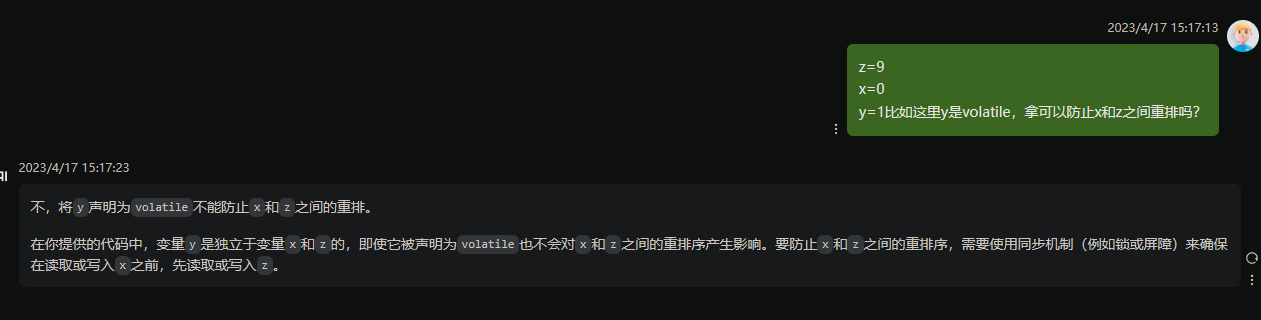 2023/4/17 15:17:13
z=9
x=0
y=1比如这里y是volatile，拿可以防止x和z之间重排吗?
2023/4/17 15:17:23
不，将y声明为volatile不能防止x和z之间的重排。
在你提供的代码中，变量y是独立于变量x和z的，即使它被声明为volatile也不会对x和z之间的重排序产生影响。要防止x和z之间的重排序，需要使用同步机制（例如锁或屏障）来确保
在读取或写入x之前，先读取或写入z。